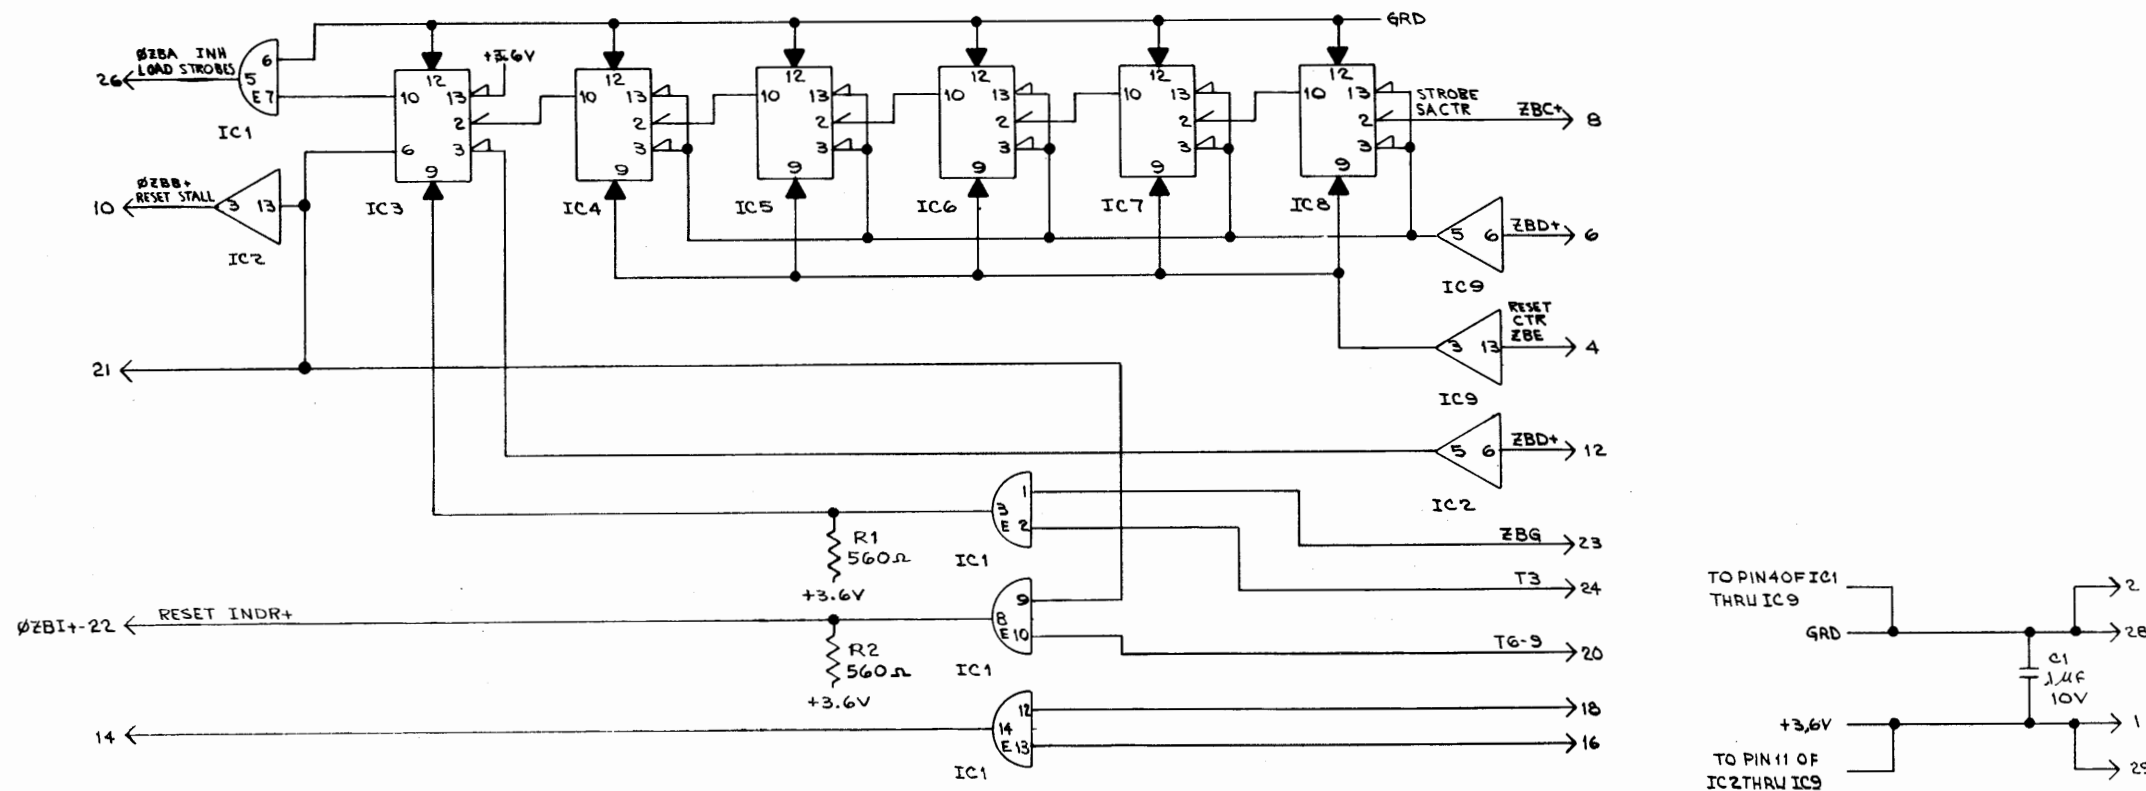 GRD
ØZBA INH
LOAD STROBES
26
6
5
E 7
IC1
+3.6V
12
10
13
2
6
3
9
IC3
12
10
13
2
3
9
IC4
12
10
13
2
3
9
IC5
12
10
13
2
3
9
IC6
12
10
13
2
3
9
IC7
12
10
13
2
3
9
IC8
STROBE
SACTR
ZBC+
8
ØZBB+
RESET STALL
10
3
13
IC2
5
6
ZBD+
6
IC9
RESET
CTR
ZBE
3
13
4
IC9
21
5
6
ZBD+
12
IC2
1
3
E 2
IC1
ZBG
23
T3
24
R1
560Ω
+3.6V
ØZBI+-22
RESET INDR+
9
8
E 10
IC1
T6-9
20
R2
560Ω
+3.6V
14
12
14
E 13
IC1
18
16
TO PIN 4 OF IC1
THRU IC9
GRD
2
28
C1
.1μF
10V
+3,6V
1
TO PIN 11 OF
IC2 THRU IC9
29